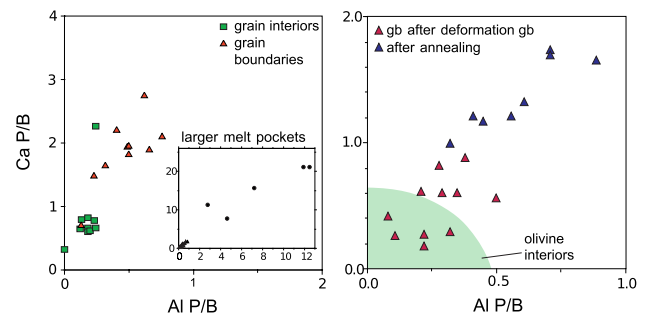 4
3
2
1
0
Ca P/B
grain interiors
grain
boundaries
larger melt pockets
20
10
0
0 2 4 6 8 10 12
0
1
2
Al P/B
2.0
1.0
0.0
gb after deformation gb
after annealing
olivine
interiors
0.0
0.5
1.0
Al P/B